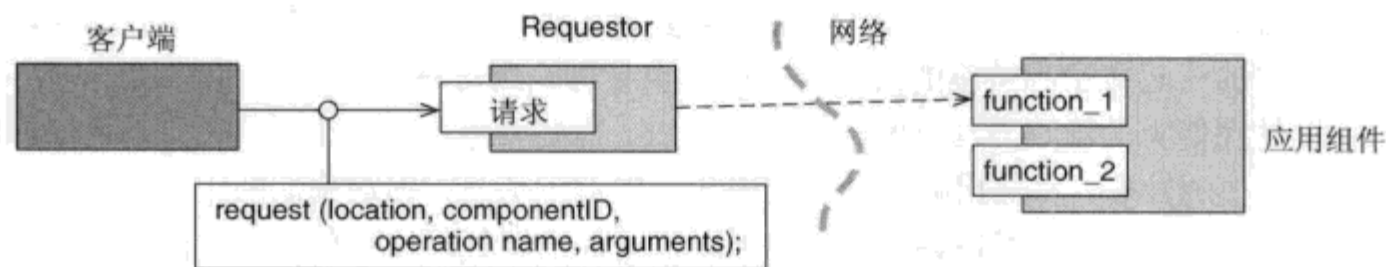 客户端
Requestor
网络
请求
function_1
function_2
应用组件
request (location, componentID,
operation name, arguments);